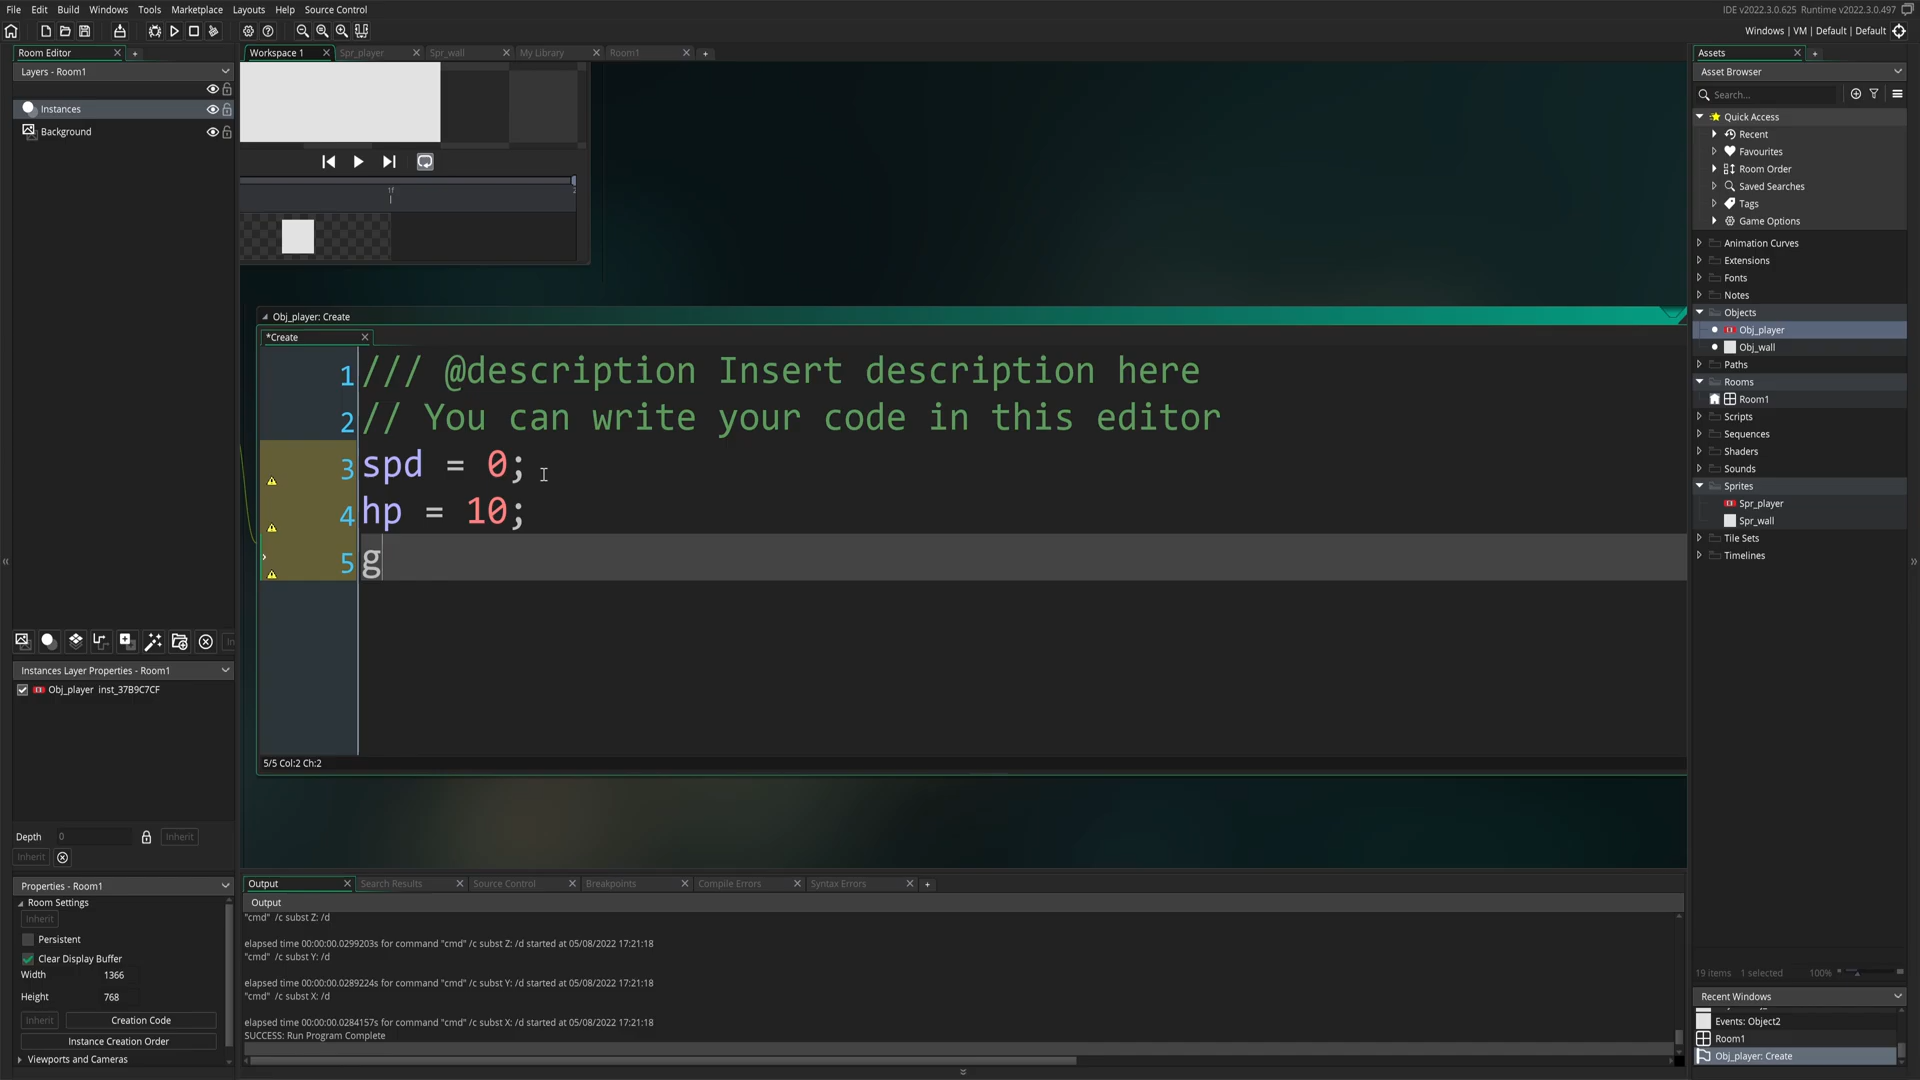 File Edit Build Windows Tools Marketplace Layouts Help Source Control
IDE v2022.3.0.625 Runtime v2022.3.0.497
Windows | VM | Default | Default
Room Editor
Layers - Room1
Instances
Background
Workspace 1 Spr_player Spr_wall My Library Room1
1f
Obj_player: Create
*Create
1 /// @description Insert description here
2 // You can write your code in this editor
3 spd = 0;
4 hp = 10;
5 g
5/5 Col:2 Ch:2
Instances Layer Properties - Room1
Obj_player inst_37B9C7CF
Depth 0 Inherit
Inherit
Properties - Room1
Room Settings
Inherit
Persistent
Clear Display Buffer
Width 1366
Height 768
Inherit Creation Code
Instance Creation Order
Viewports and Cameras
Output Search Results Source Control Breakpoints Compile Errors Syntax Errors
Output
"cmd" /c subst Z: /d
elapsed time 00:00:00.0299203s for command "cmd" /c subst Z: /d started at 05/08/2022 17:21:18
"cmd" /c subst Y: /d
elapsed time 00:00:00.0289224s for command "cmd" /c subst Y: /d started at 05/08/2022 17:21:18
"cmd" /c subst X: /d
elapsed time 00:00:00.0284157s for command "cmd" /c subst X: /d started at 05/08/2022 17:21:18
SUCCESS: Run Program Complete
Assets
Asset Browser
Search...
Quick Access
Recent
Favourites
Room Order
Saved Searches
Tags
Game Options
Animation Curves
Extensions
Fonts
Notes
Objects
Obj_player
Obj_wall
Paths
Rooms
Room1
Scripts
Sequences
Shaders
Sounds
Sprites
Spr_player
Spr_wall
Tile Sets
Timelines
19 items 1 selected 100%
Recent Windows
Events: Object2
Room1
Obj_player: Create